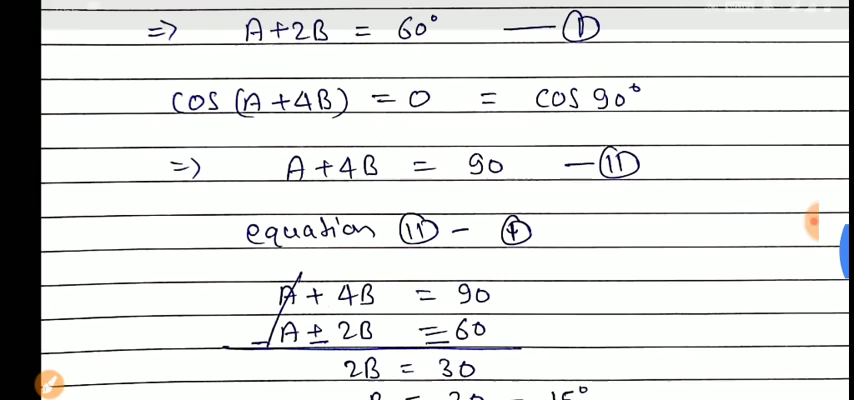 => A+2B = 60° — I
cos (A+4B) = 0 = cos 90°
=> A+4B = 90 — II
equation II - I
A + 4B = 90
-A ± 2B = 60
2B = 30